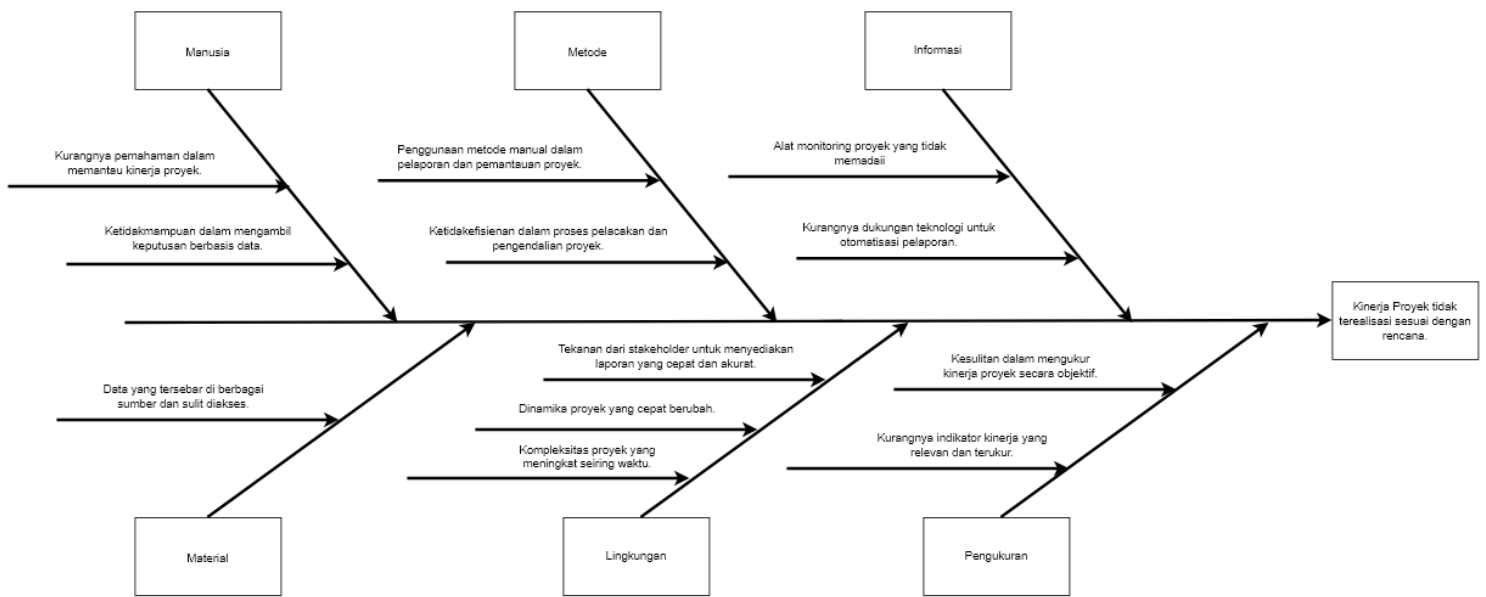 Manusia
Metode
Informasi
Kurangnya pemahaman dalam
memantau kinerja proyek.
Penggunaan metode manual dalam
pelaporan dan pemantauan proyek.
Alat monitoring proyek yang tidak
memadaii
Ketidakmampuan dalam mengambil
keputusan berbasis data.
Ketidakefisienan dalam proses pelacakan dan
pengendalian proyek.
Kurangnya dukungan teknologi untuk
otomatisasi pelaporan.
Kinerja Proyek tidak
terealisasi sesuai dengan
rencana.
Data yang tersebar di berbagai
sumber dan sulit diakses.
Tekanan dari stakeholder untuk menyediakan
laporan yang cepat dan akurat.
Dinamika proyek yang cepat berubah.
Kompleksitas proyek yang
meningkat seiring waktu.
Kesulitan dalam mengukur
kinerja proyek secara objektif.
Kurangnya indikator kinerja yang
relevan dan terukur.
Material
Lingkungan
Pengukuran